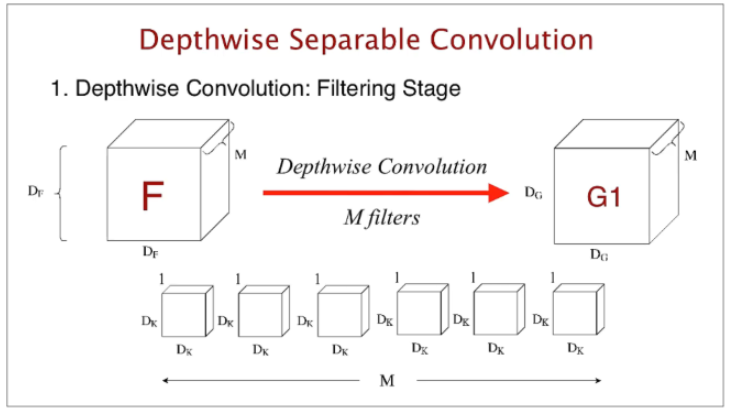 Depthwise Separable Convolution
1. Depthwise Convolution: Filtering Stage
M
M
Depthwise Convolution
D_F
F
D_G
G1
M filters
D_F
D_G
1 1 1 1 1 1
D_K D_K D_K D_K D_K D_K
D_K D_K D_K D_K D_K D_K
M